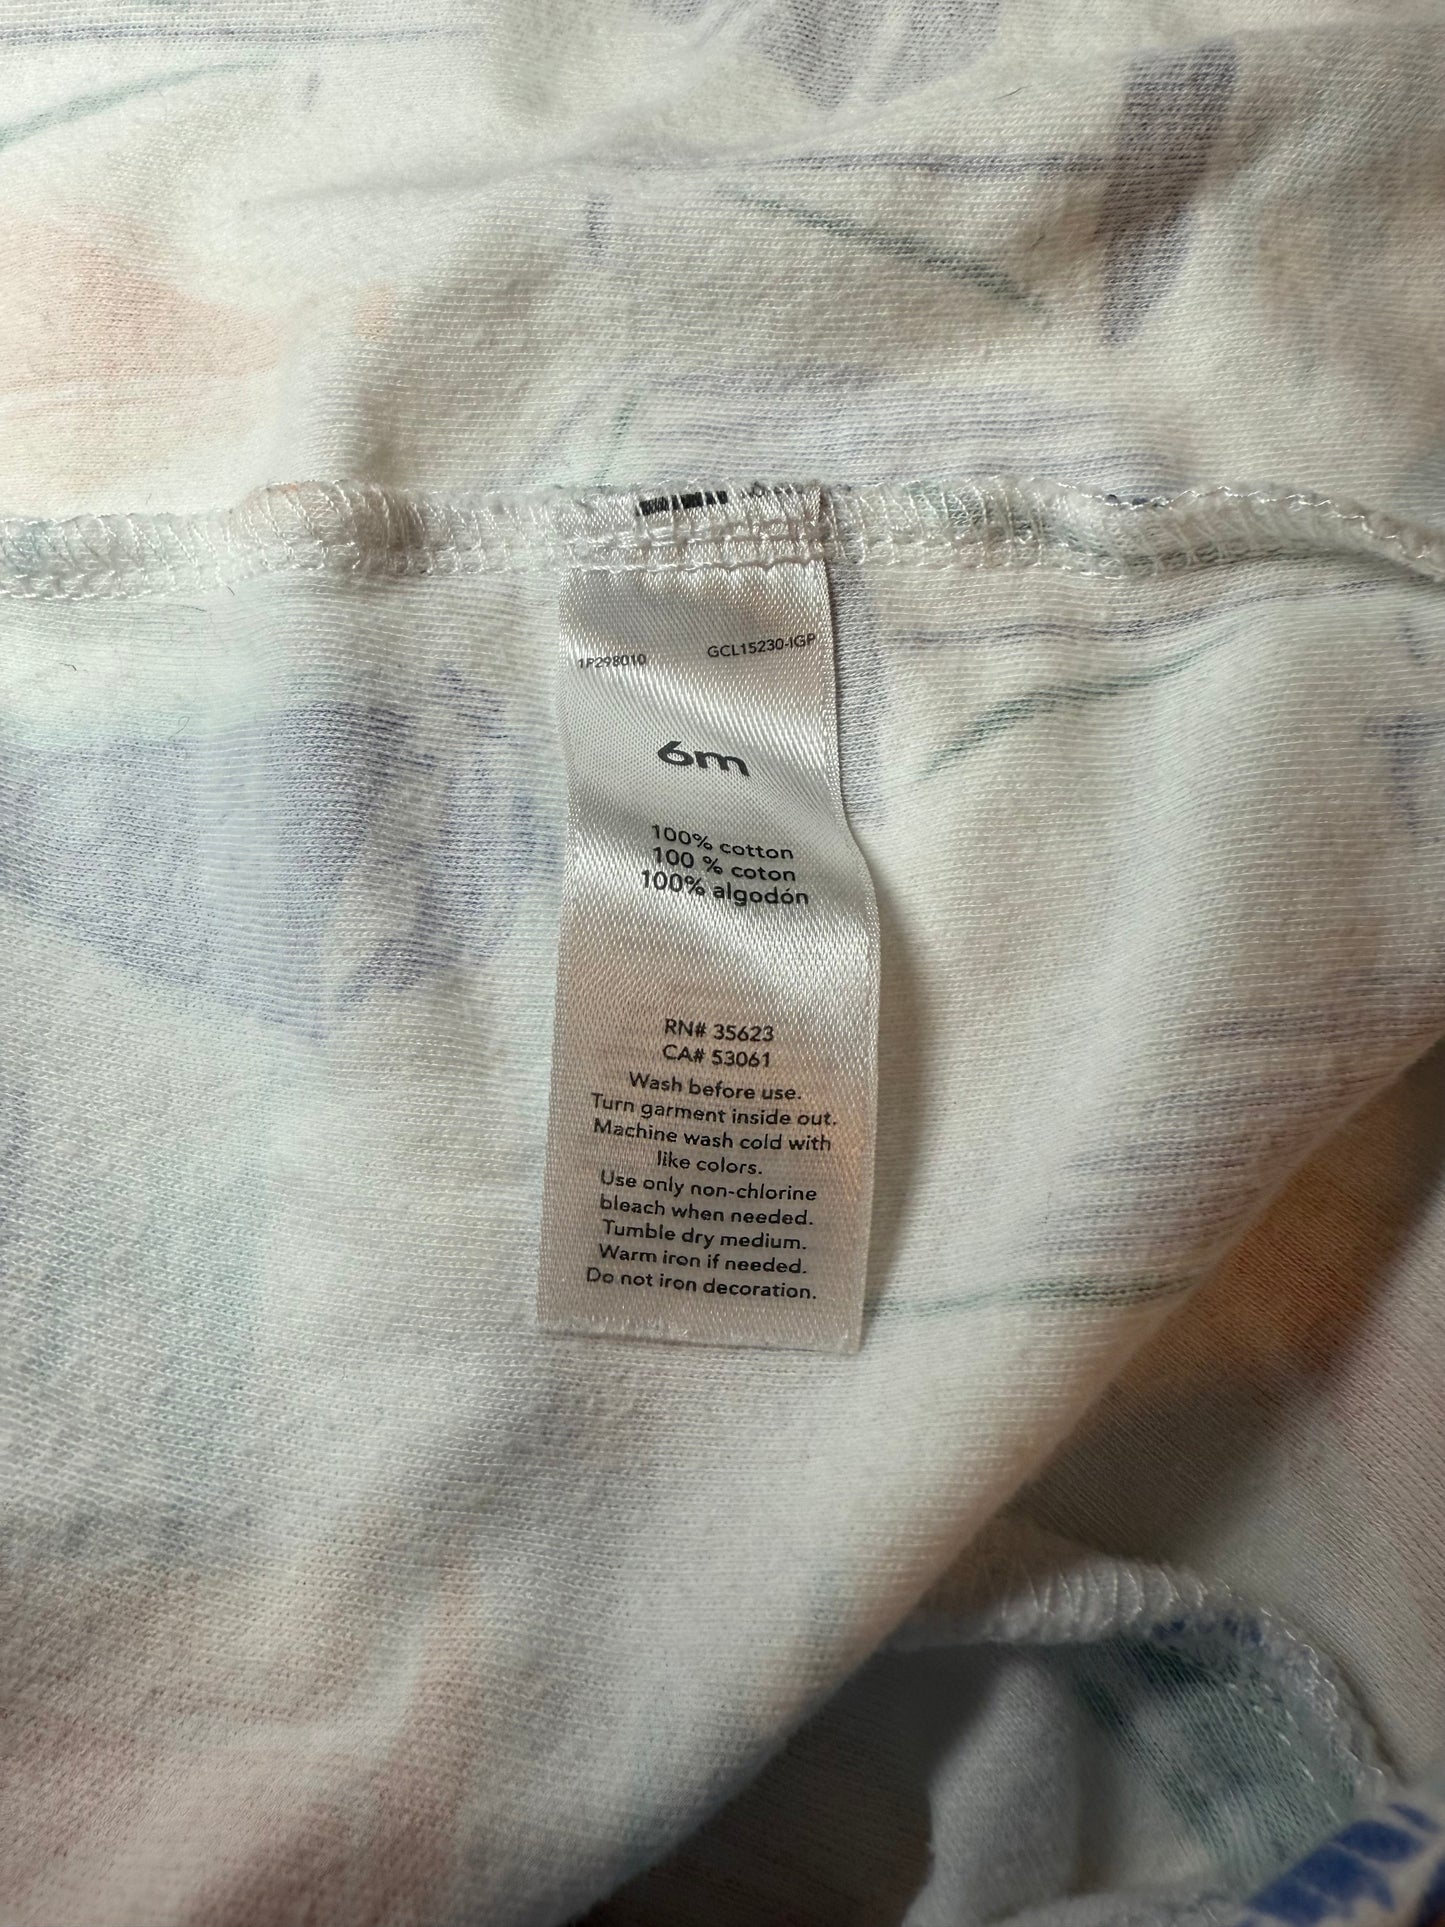 1P298010 GCL15230-IGP
6m
100% cotton
100 % coton
100% algodón
RN# 35623
CA# 53061
Wash before use.
Turn garment inside out.
Machine wash cold with
like colors.
Use only non-chlorine
bleach when needed.
Tumble dry medium.
Warm iron if needed.
Do not iron decoration.